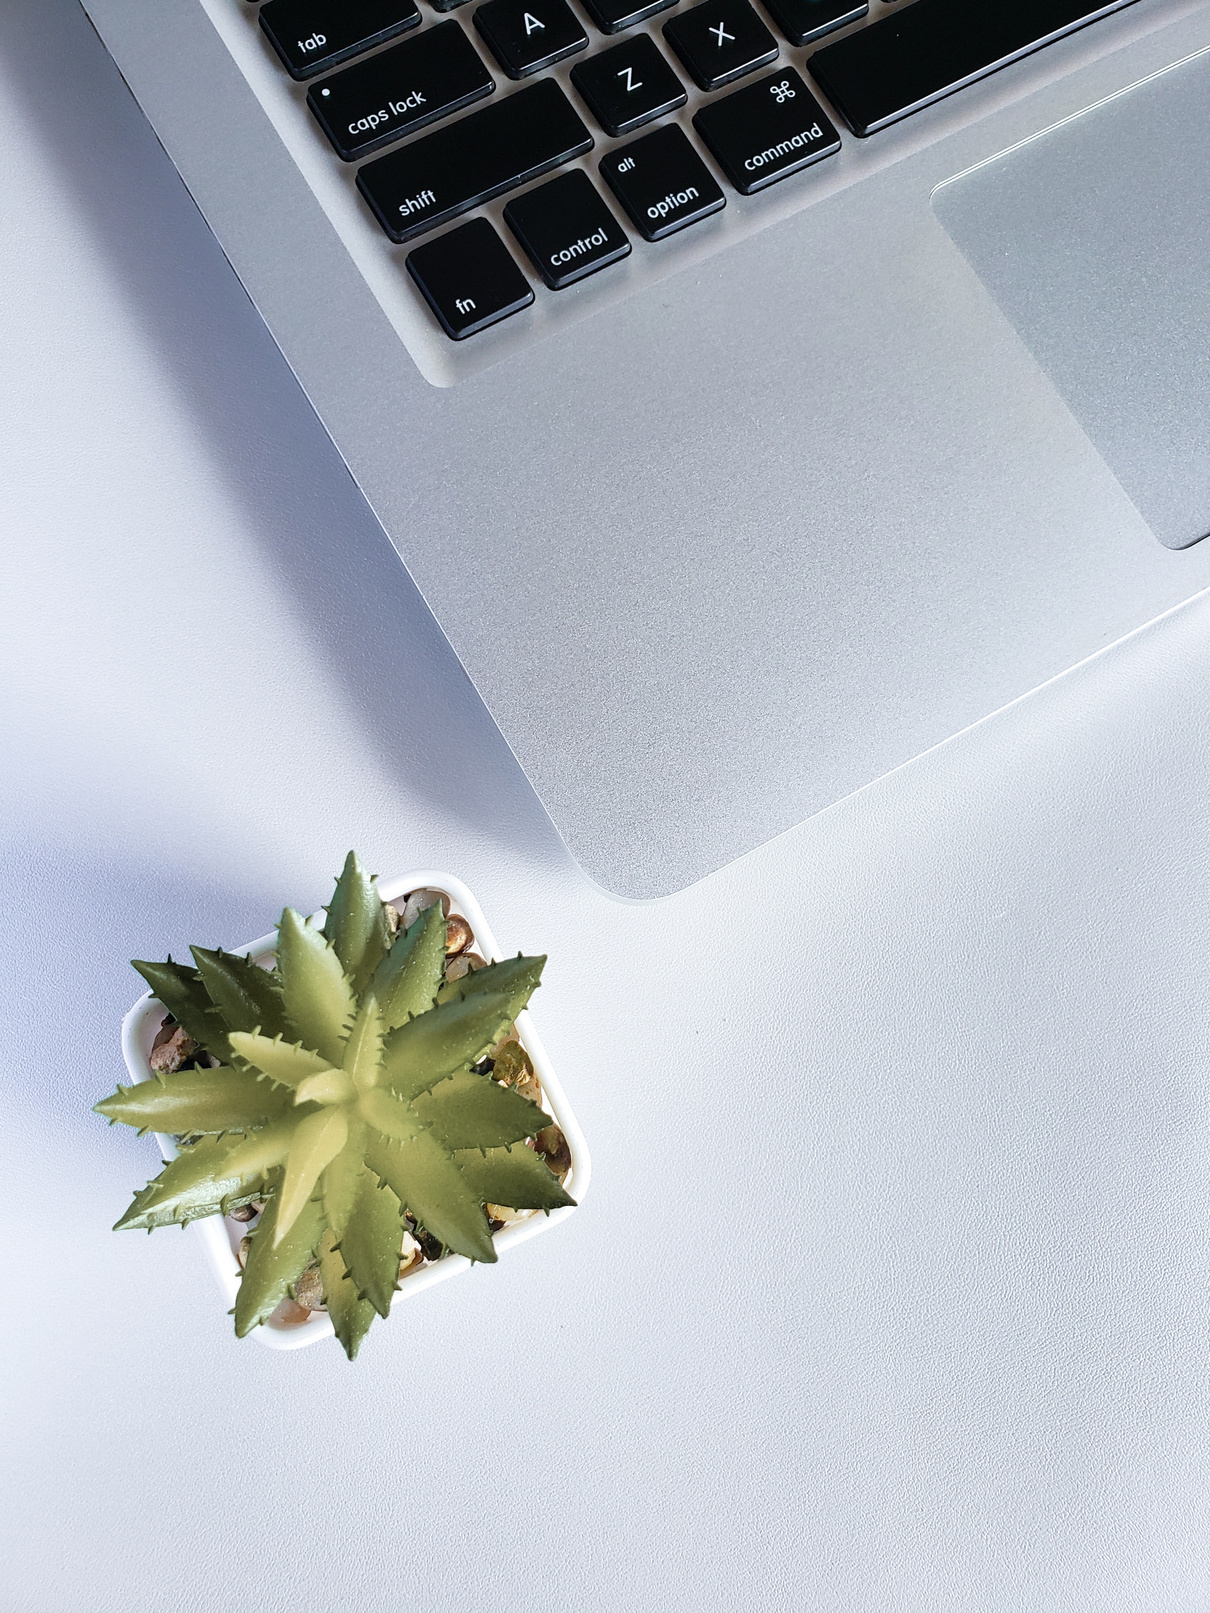 tab
caps lock
A
shift
Z
X
fn
control
alt
option
⌘
command